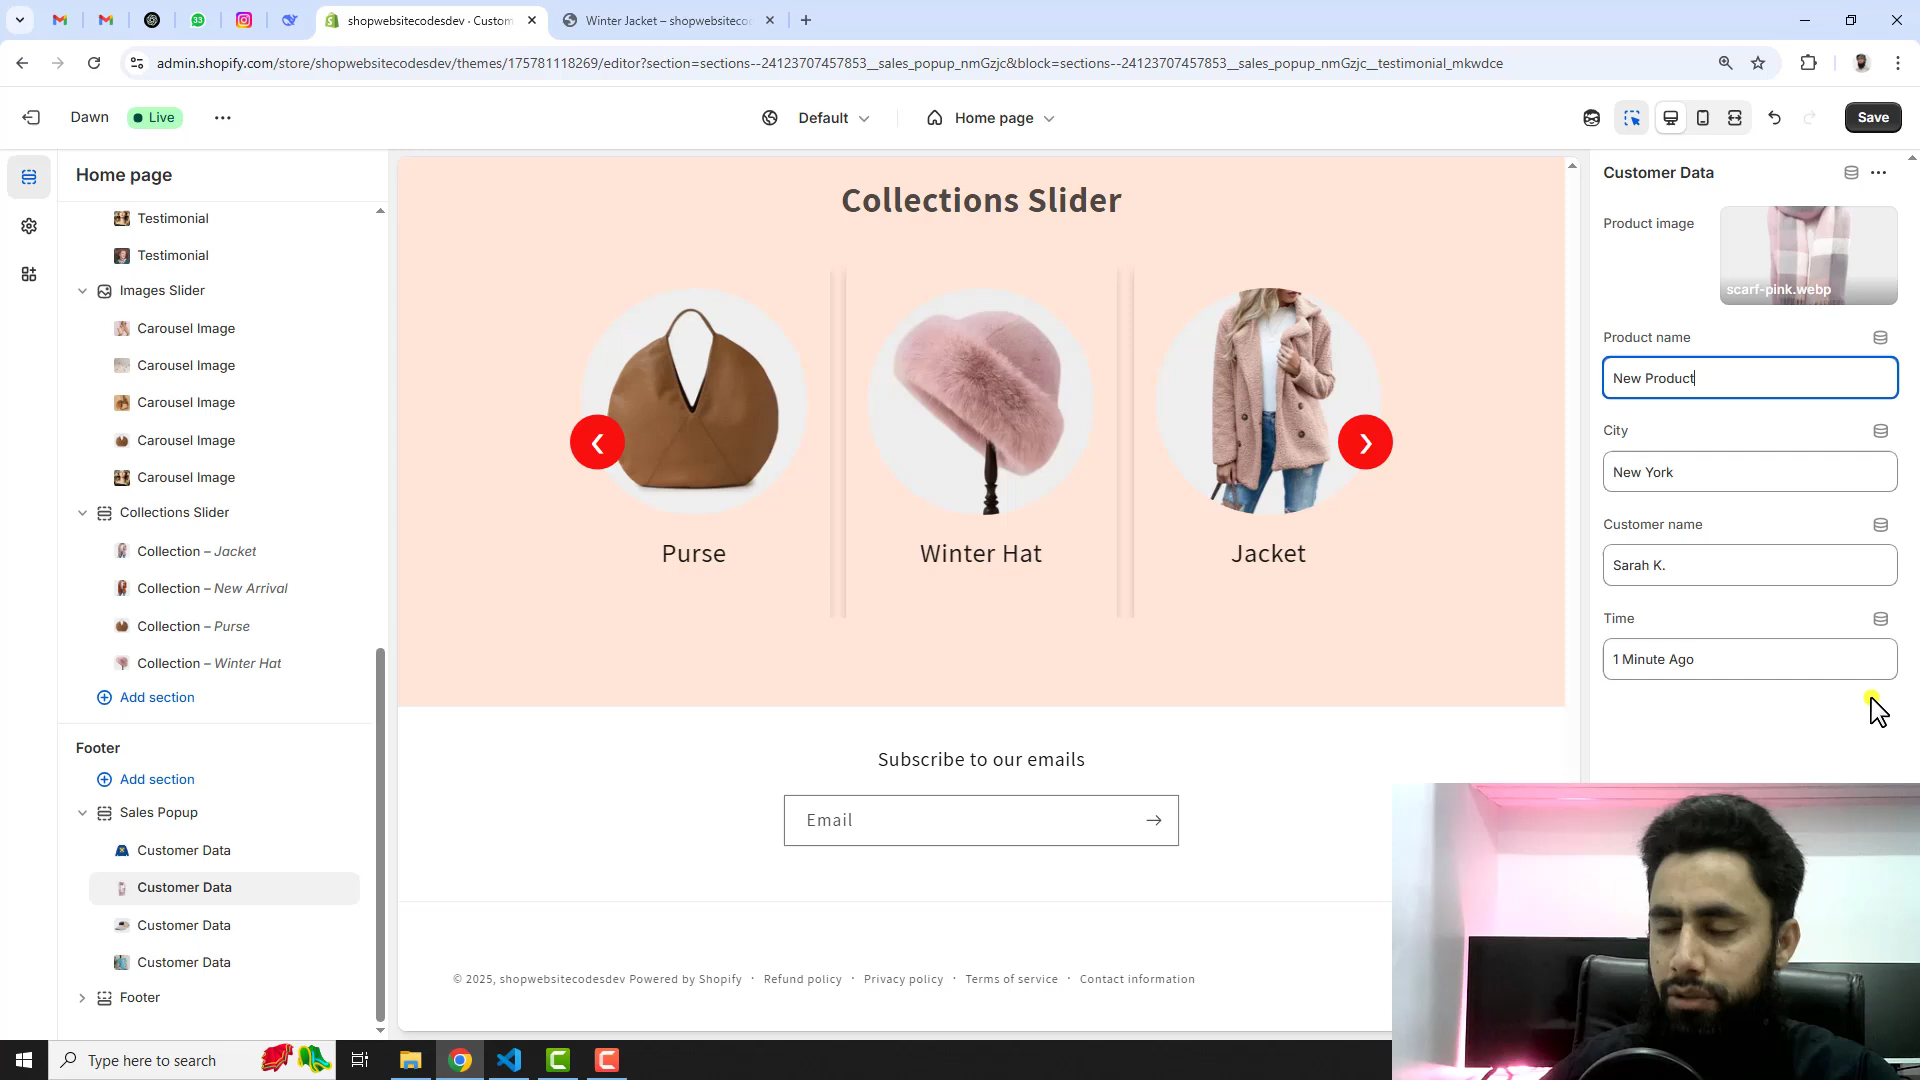 33
shopwebsitecodesdev · Custom
Winter Jacket – shopwebsiteco
admin.shopify.com/store/shopwebsitecodesdev/themes/175781118269/editor?section=sections--24123707457853__sales_popup_nmGzjc&block=sections--24123707457853__sales_popup_nmGzjc__testimonial_mkwdce
Dawn
Live
Default
Home page
Save
Home page
Testimonial
Testimonial
Images Slider
Carousel Image
Carousel Image
Carousel Image
Carousel Image
Carousel Image
Collections Slider
Collection – Jacket
Collection – New Arrival
Collection – Purse
Collection – Winter Hat
Add section
Footer
Add section
Sales Popup
Customer Data
Customer Data
Customer Data
Customer Data
Footer
Collections Slider
Purse
Winter Hat
Jacket
Subscribe to our emails
Email
© 2025, shopwebsitecodesdev Powered by Shopify · Refund policy · Privacy policy · Terms of service · Contact information
Customer Data
Product image
scarf-pink.webp
Product name
New Product
City
New York
Customer name
Sarah K.
Time
1 Minute Ago
Type here to search